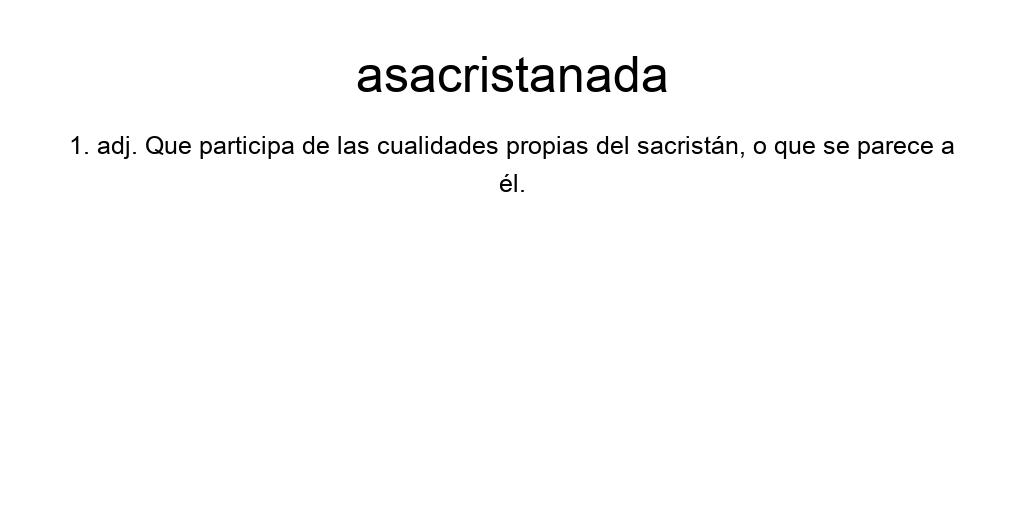 asacristanada
1. adj. Que participa de las cualidades propias del sacristán, o que se parece a
él.